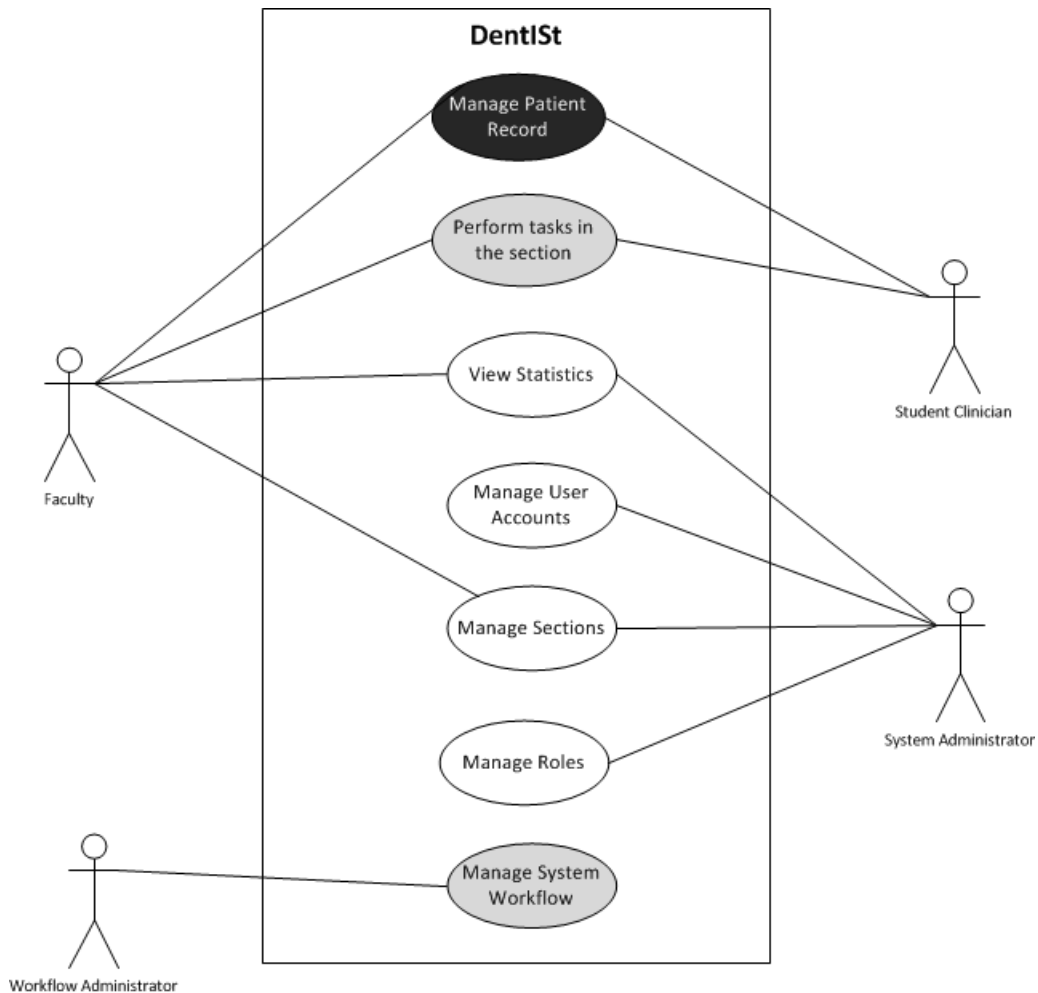 DentISt
Manage Patient
Record
Perform tasks in
the section
View Statistics
Student Clinician
Faculty
Manage User
Accounts
Manage Sections
System Administrator
Manage Roles
Manage System
Workflow
Workflow Administrator